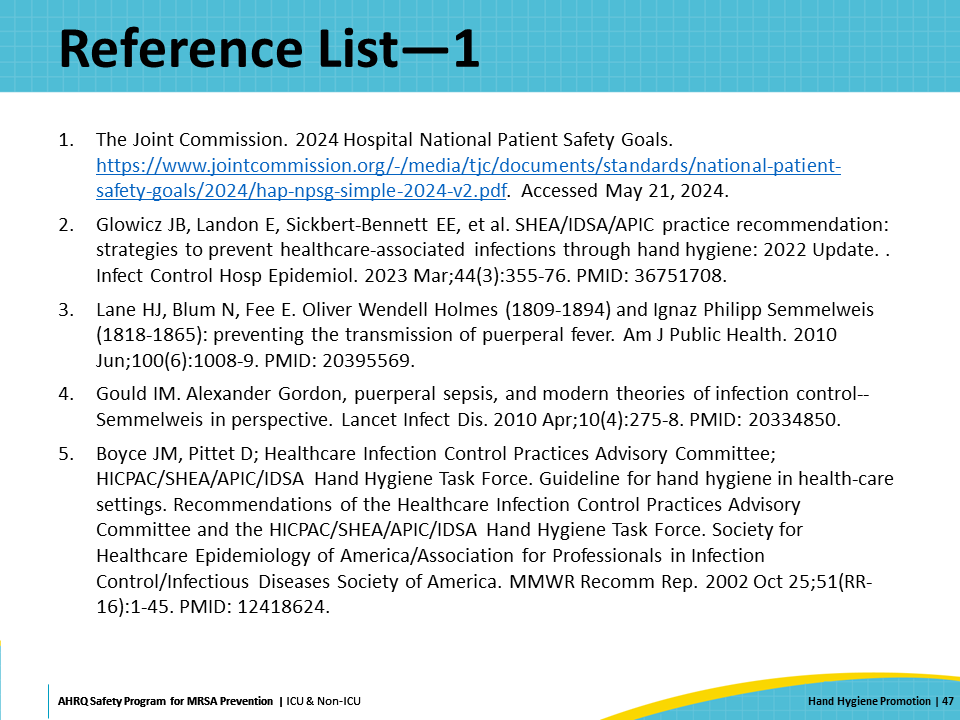 Reference List—1
1. The Joint Commission. 2024 Hospital National Patient Safety Goals.
https://www.jointcommission.org/-/media/tjc/documents/standards/national-patient-
safety-goals/2024/hap-npsg-simple-2024-v2.pdf. Accessed May 21, 2024.
2. Glowicz JB, Landon E, Sickbert-Bennett EE, et al. SHEA/IDSA/APIC practice recommendation:
strategies to prevent healthcare-associated infections through hand hygiene: 2022 Update. .
Infect Control Hosp Epidemiol. 2023 Mar;44(3):355-76. PMID: 36751708.
3. Lane HJ, Blum N, Fee E. Oliver Wendell Holmes (1809-1894) and Ignaz Philipp Semmelweis
(1818-1865): preventing the transmission of puerperal fever. Am J Public Health. 2010
Jun;100(6):1008-9. PMID: 20395569.
4. Gould IM. Alexander Gordon, puerperal sepsis, and modern theories of infection control--
Semmelweis in perspective. Lancet Infect Dis. 2010 Apr;10(4):275-8. PMID: 20334850.
5. Boyce JM, Pittet D; Healthcare Infection Control Practices Advisory Committee;
HICPAC/SHEA/APIC/IDSA Hand Hygiene Task Force. Guideline for hand hygiene in health-care
settings. Recommendations of the Healthcare Infection Control Practices Advisory
Committee and the HICPAC/SHEA/APIC/IDSA Hand Hygiene Task Force. Society for
Healthcare Epidemiology of America/Association for Professionals in Infection
Control/Infectious Diseases Society of America. MMWR Recomm Rep. 2002 Oct 25;51(RR-
16):1-45. PMID: 12418624.
AHRQ Safety Program for MRSA Prevention | ICU & Non-ICU
Hand Hygiene Promotion | 47